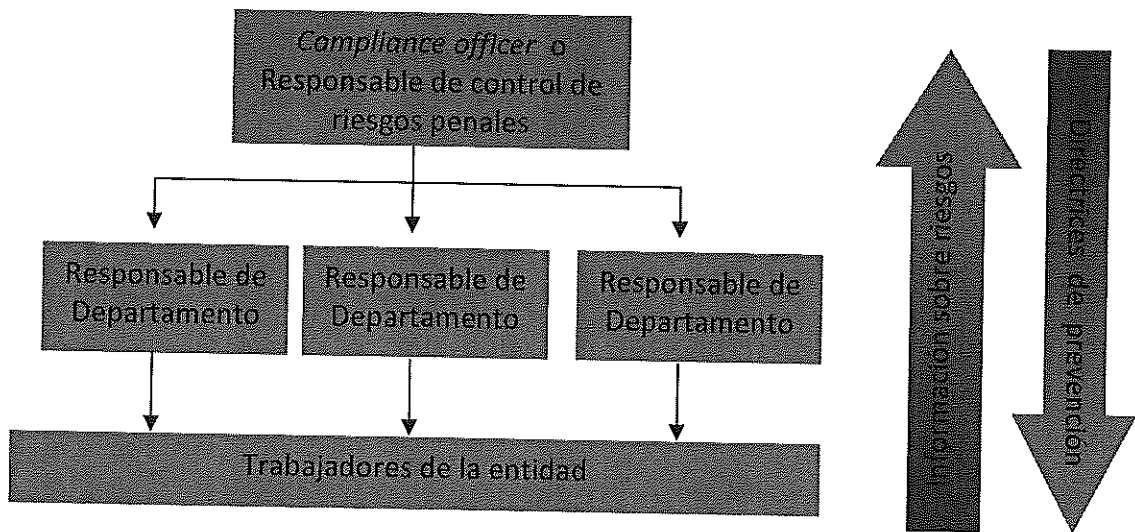 Compliance officer o
Responsable de control de
riesgos penales
Responsable de
Departamento
Responsable de
Departamento
Responsable de
Departamento
Trabajadores de la entidad
Información sobre riesgos
Directrices de prevención